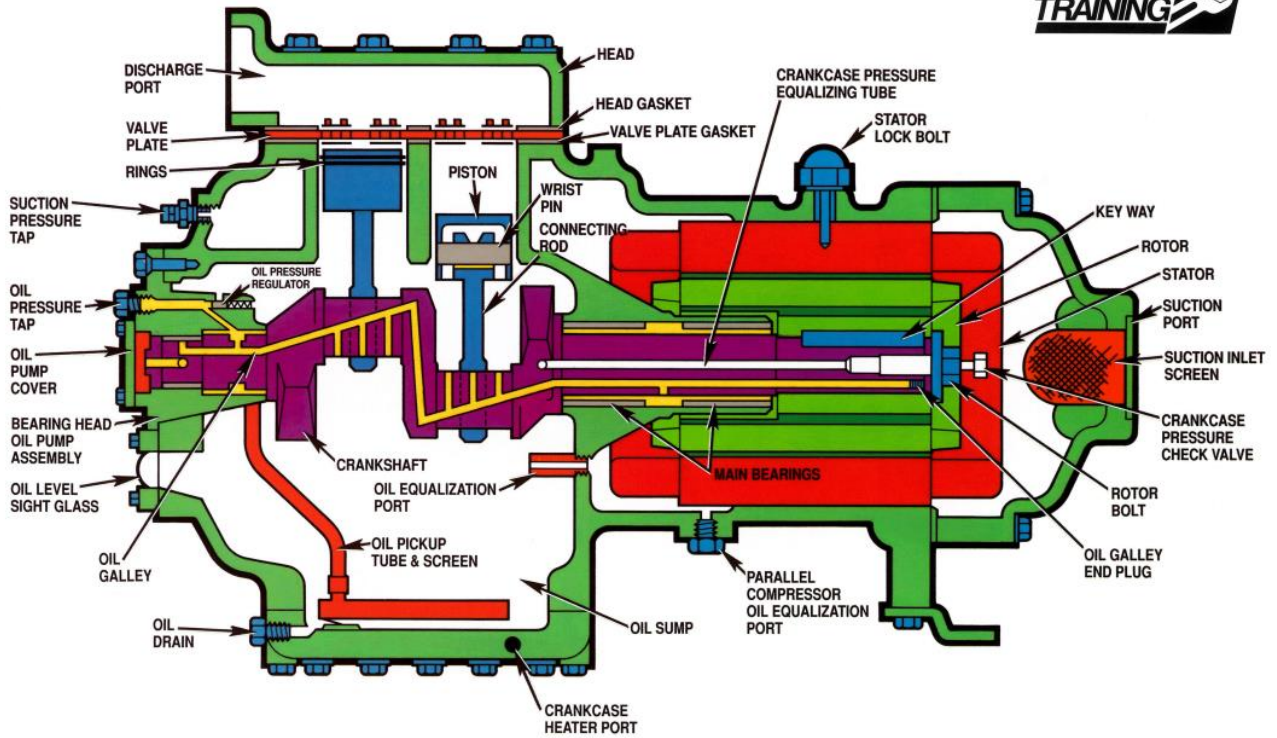 TRAINING
DISCHARGE
PORT
VALVE
PLATE
RINGS
SUCTION
PRESSURE
TAP
OIL
PRESSURE
TAP
OIL
PUMP
COVER
BEARING HEAD
OIL PUMP
ASSEMBLY
OIL LEVEL
SIGHT GLASS
OIL
GALLEY
OIL
DRAIN
HEAD
HEAD GASKET
VALVE PLATE GASKET
PISTON
WRIST
PIN
CONNECTING
ROD
OIL PRESSURE
REGULATOR
CRANKSHAFT
OIL EQUALIZATION
PORT
OIL PICKUP
TUBE & SCREEN
OIL SUMP
CRANKCASE
HEATER PORT
CRANKCASE PRESSURE
EQUALIZING TUBE
STATOR
LOCK BOLT
KEY WAY
ROTOR
STATOR
SUCTION
PORT
SUCTION INLET
SCREEN
CRANKCASE
PRESSURE
CHECK VALVE
ROTOR
BOLT
OIL GALLEY
END PLUG
MAIN BEARINGS
PARALLEL
COMPRESSOR
OIL EQUALIZATION
PORT